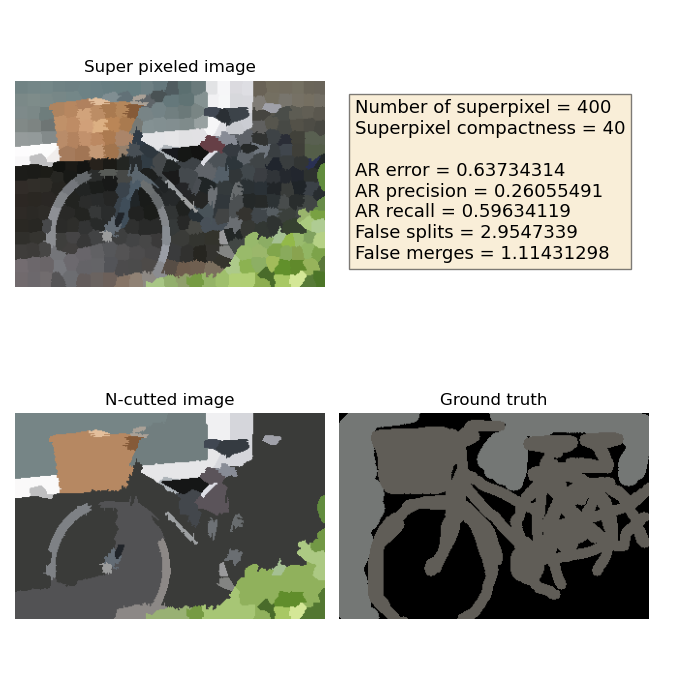 Super pixeled image
Number of superpixel = 400
Superpixel compactness = 40
AR error = 0.63734314
AR precision = 0.26055491
AR recall = 0.59634119
False splits = 2.9547339
False merges = 1.11431298
N-cutted image
Ground truth